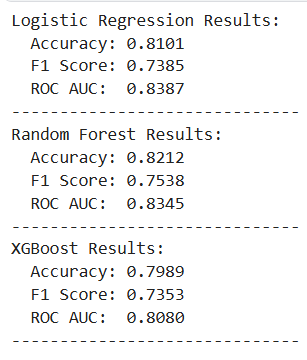 Logistic Regression Results:
  Accuracy: 0.8101
  F1 Score: 0.7385
  ROC AUC:  0.8387
------------------------------
Random Forest Results:
  Accuracy: 0.8212
  F1 Score: 0.7538
  ROC AUC:  0.8345
------------------------------
XGBoost Results:
  Accuracy: 0.7989
  F1 Score: 0.7353
  ROC AUC:  0.8080
------------------------------